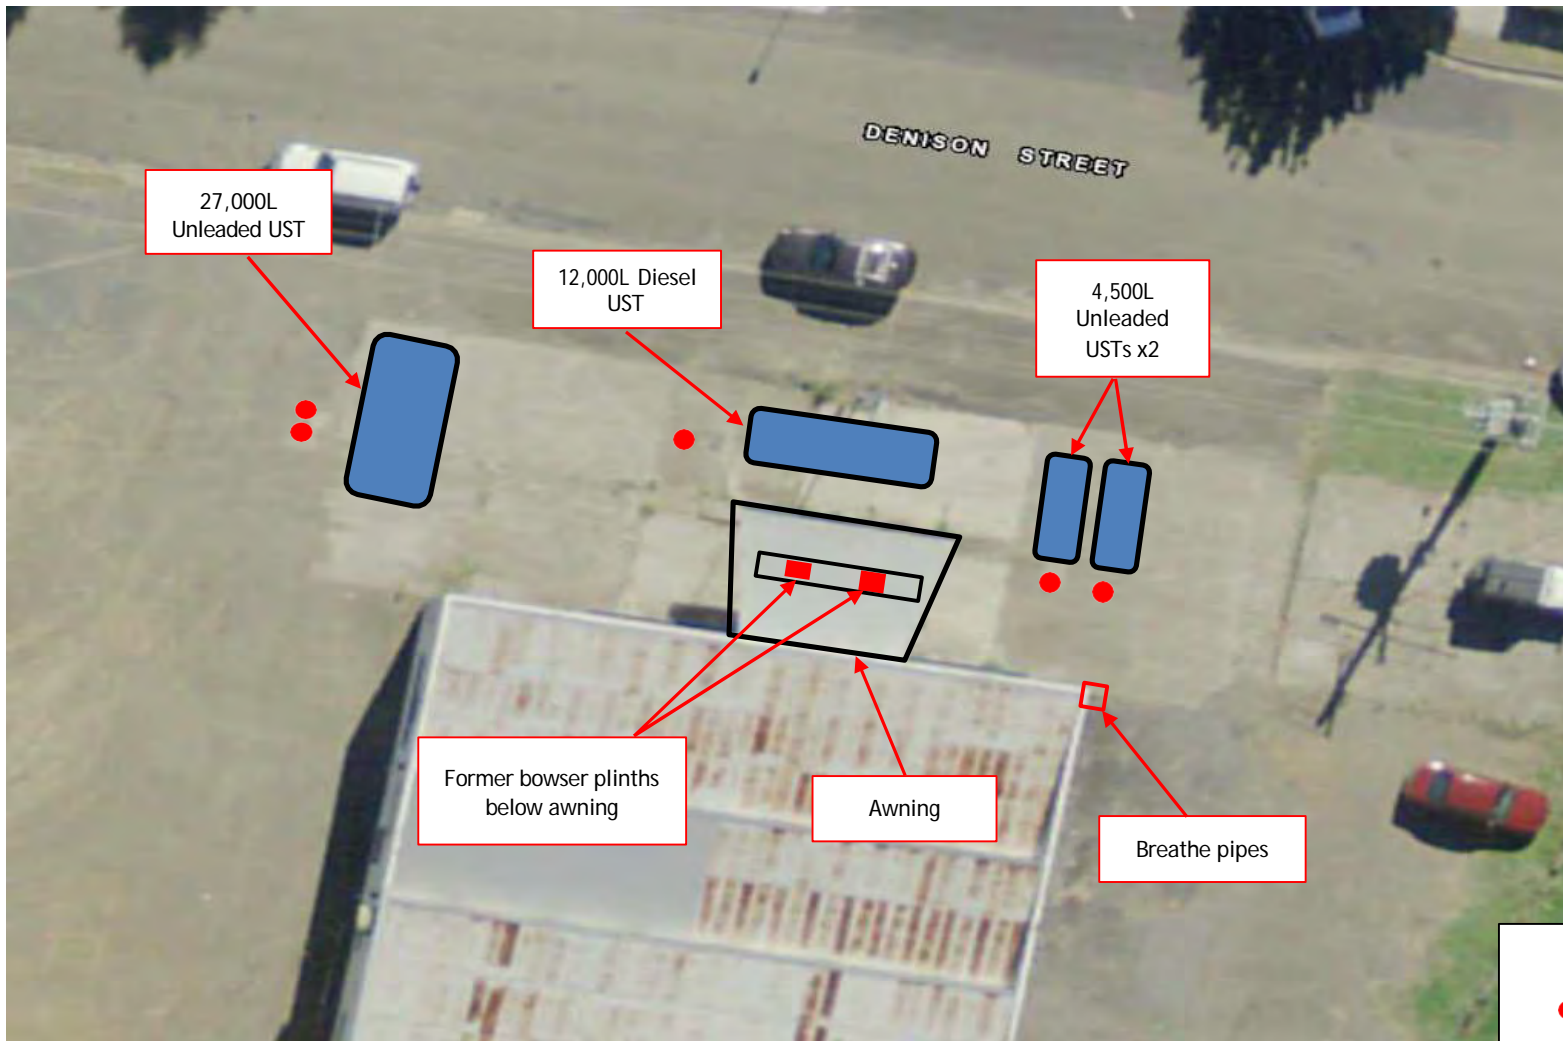 DENISON STREET
27,000L
Unleaded UST
12,000L Diesel
UST
4,500L
Unleaded
USTs x2
Former bowser plinths
below awning
Awning
Breathe pipes